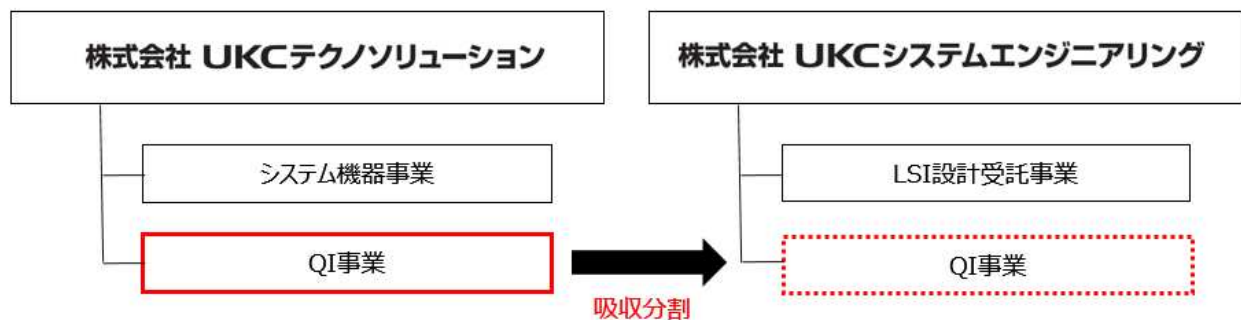 株式会社 UKCテクノソリューション
システム機器事業
QI事業
吸収分割
株式会社 UKCシステムエンジニアリング
LSI設計受託事業
QI事業